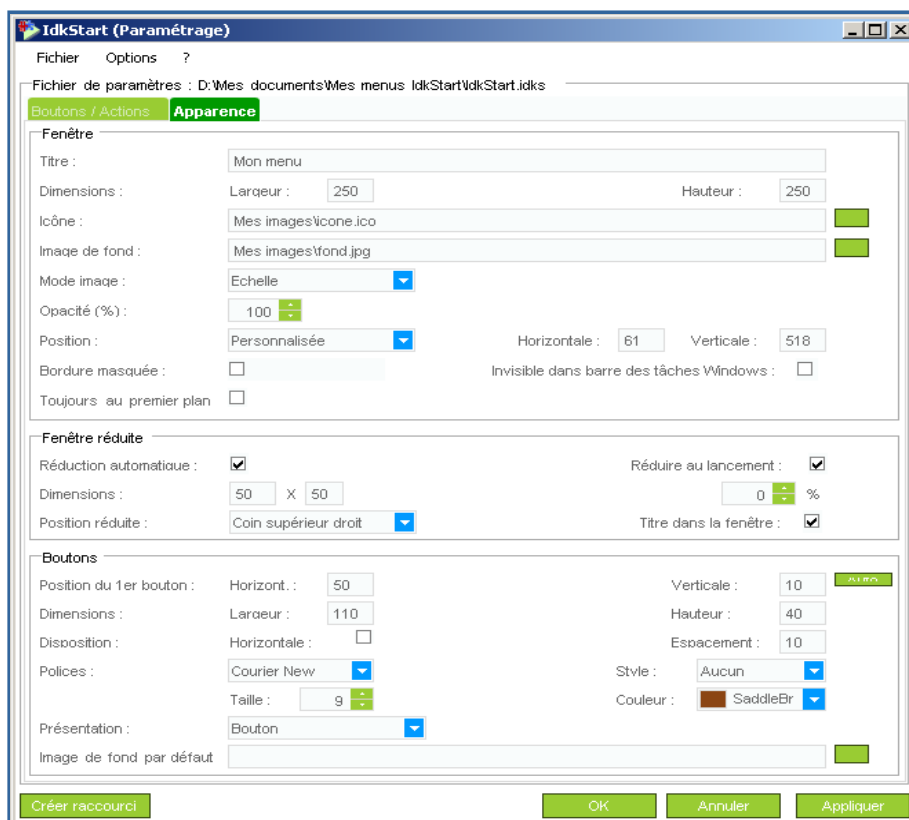 IdkStart (Paramétrage)
Fichier Options ?
Fichier de paramètres : D:\Mes documents\Mes menus IdkStart\IdkStart.idks
Boutons / Actions Apparence
Fenêtre
Titre : Mon menu
Dimensions : Largeur : 250 Hauteur : 250
Icône : Mes images\icone.ico
Image de fond : Mes images\fond.jpg
Mode image : Echelle
Opacité (%) : 100
Position : Personnalisée Horizontale : 61 Verticale : 518
Bordure masquée : Invisible dans barre des tâches Windows :
Toujours au premier plan
Fenêtre réduite
Réduction automatique : Réduire au lancement :
Dimensions : 50 X 50 0 %
Position réduite : Coin supérieur droit Titre dans la fenêtre :
Boutons
Position du 1er bouton : Horizont. : 50 Verticale : 10 Auto
Dimensions : Largeur : 110 Hauteur : 40
Disposition : Horizontale : Espacement : 10
Polices : Courier New Style : Aucun
Taille : 9 Couleur : SaddleBr
Présentation : Bouton
Image de fond par défaut
Créer raccourci OK Annuler Appliquer